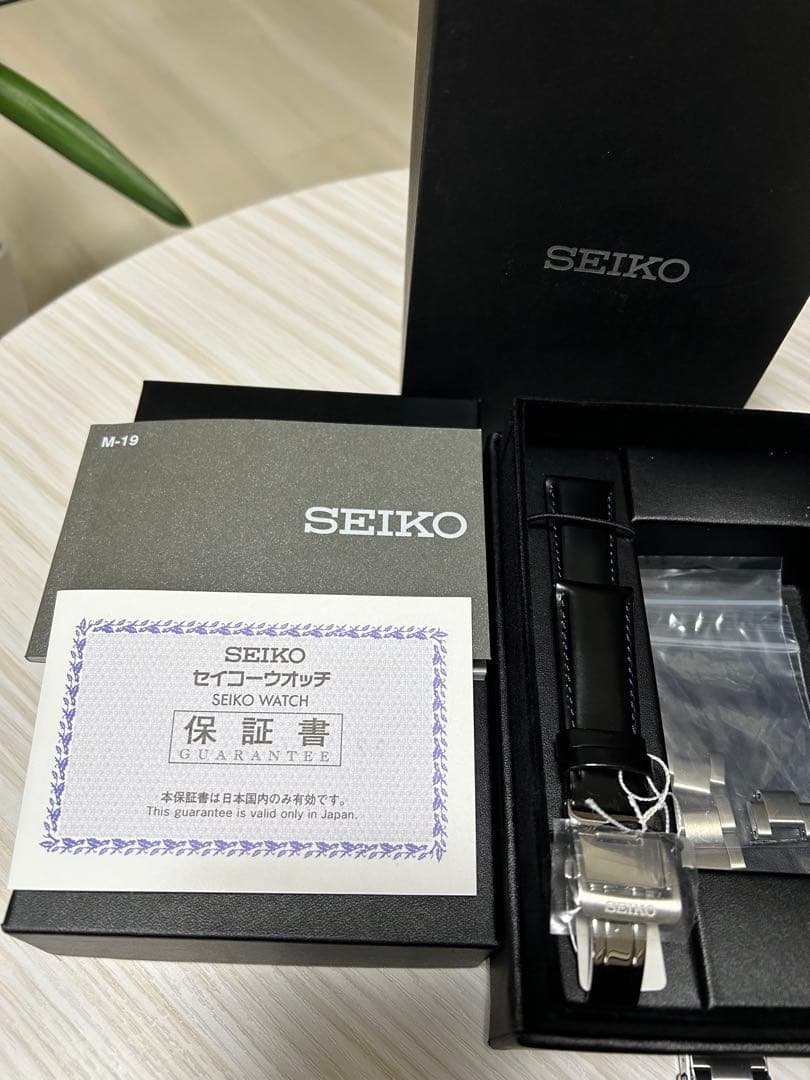 SEIKO
M-19
SEIKO
SEIKO
セイコーウオッチ
SEIKO WATCH
保証書
GUARANTEE
本保証書は日本国内のみ有効です。
This guarantee is valid only in Japan.
SEIKO